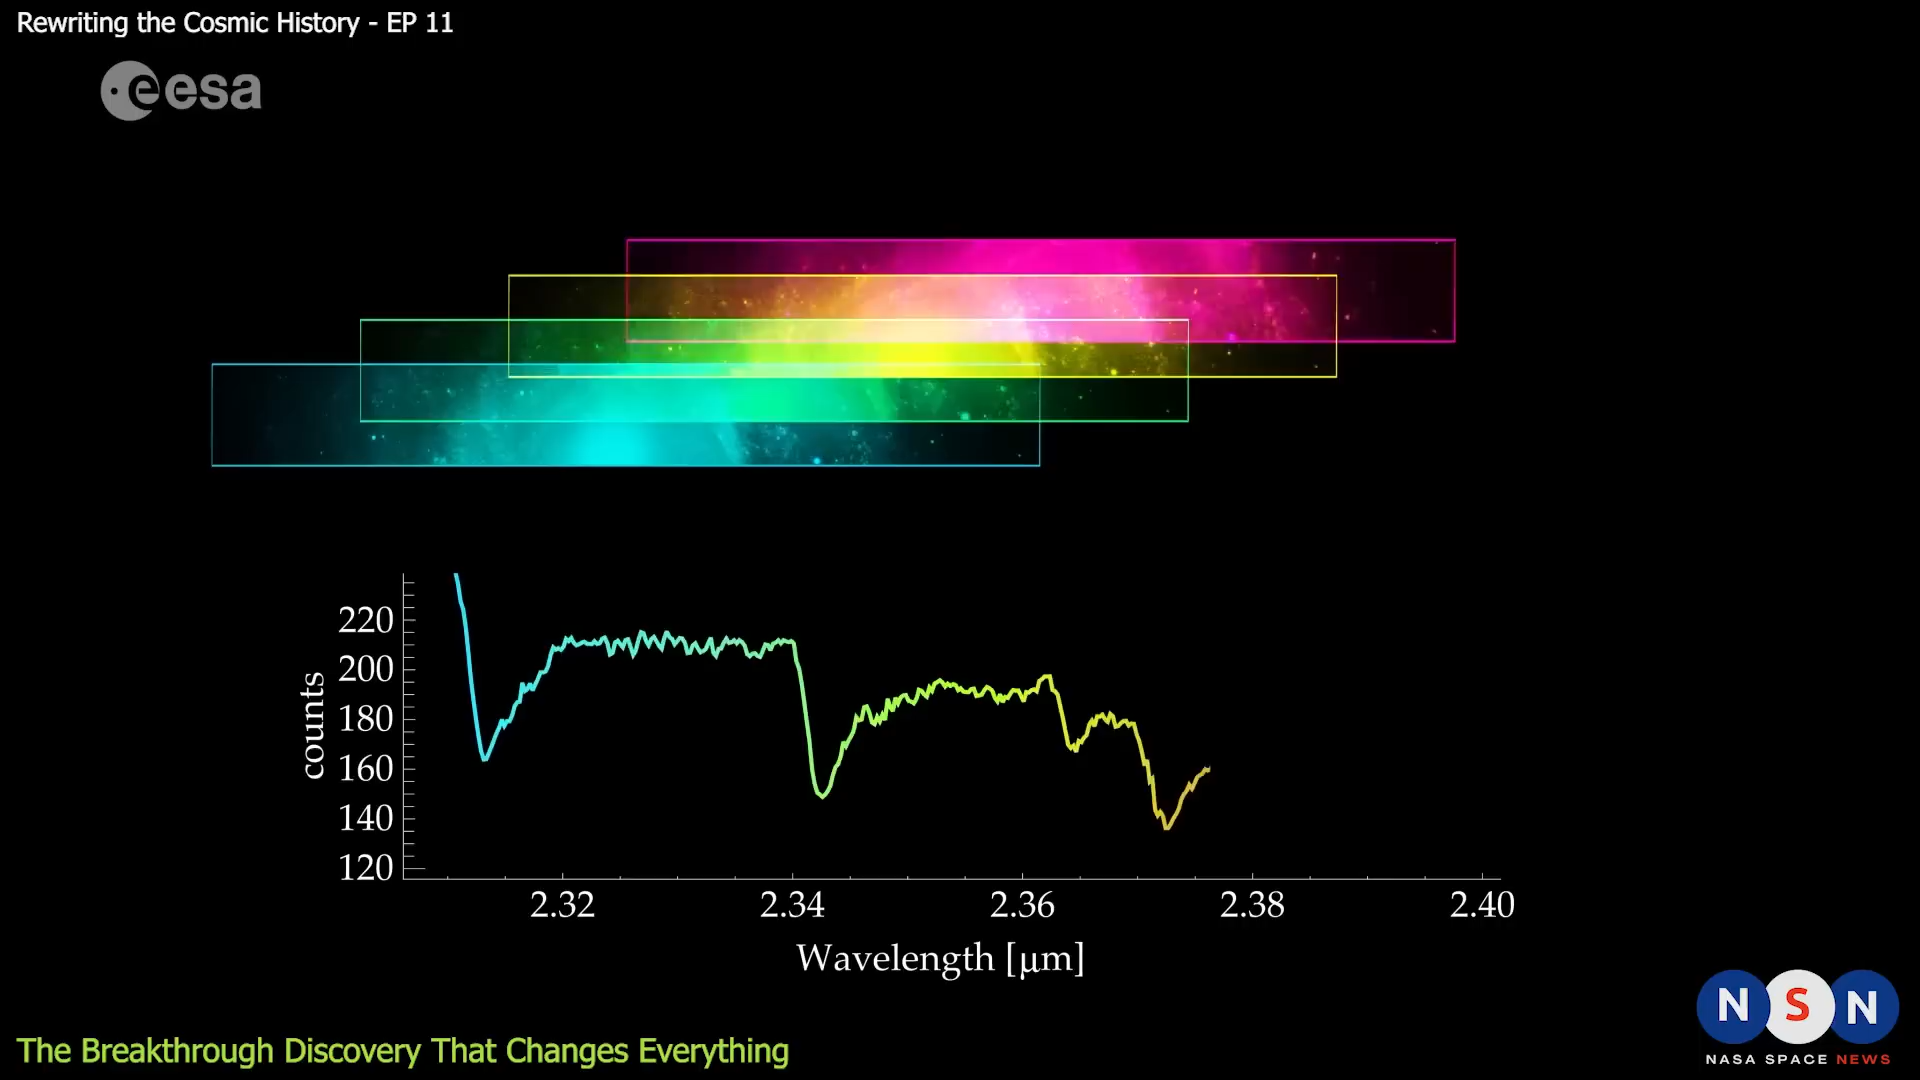 Rewriting the Cosmic History - EP 11
esa
220
200
180
160
140
120
counts
2.32 2.34 2.36 2.38 2.40
Wavelength [µm]
The Breakthrough Discovery That Changes Everything
NSN
NASA SPACE NEWS